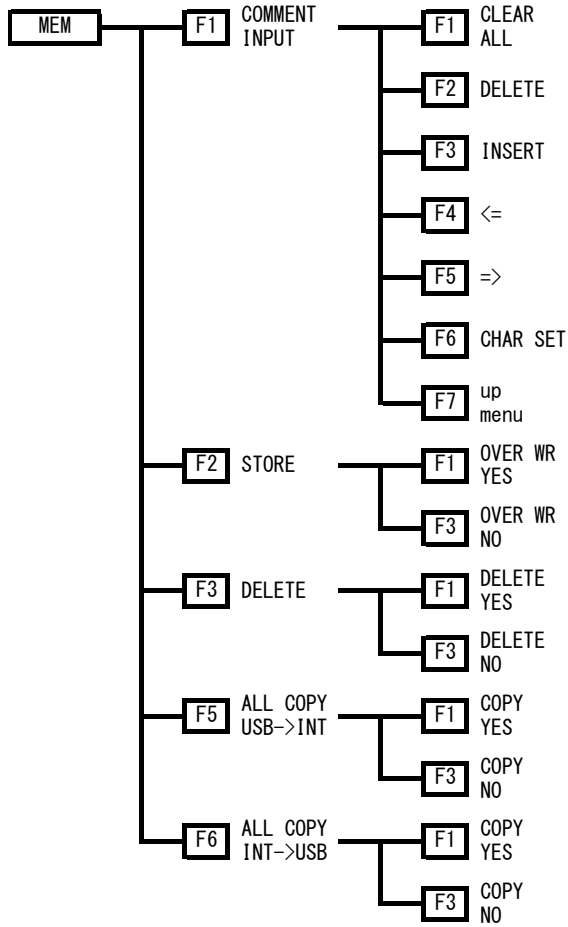 MEM
F1 COMMENT
INPUT
F1 CLEAR
ALL
F2 DELETE
F3 INSERT
F4 <=
F5 =>
F6 CHAR SET
F7 up
menu
F2 STORE
F1 OVER WR
YES
F3 OVER WR
NO
F3 DELETE
F1 DELETE
YES
F3 DELETE
NO
F5 ALL COPY
USB->INT
F1 COPY
YES
F3 COPY
NO
F6 ALL COPY
INT->USB
F1 COPY
YES
F3 COPY
NO